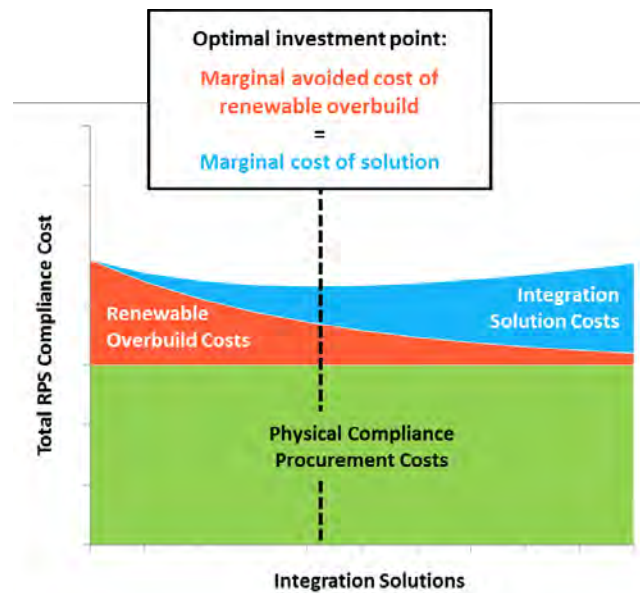 Optimal investment point:
Marginal avoided cost of
renewable overbuild
=
Marginal cost of solution
Total RPS Compliance Cost
Renewable
Overbuild Costs
Integration
Solution Costs
Physical Compliance
Procurement Costs
Integration Solutions